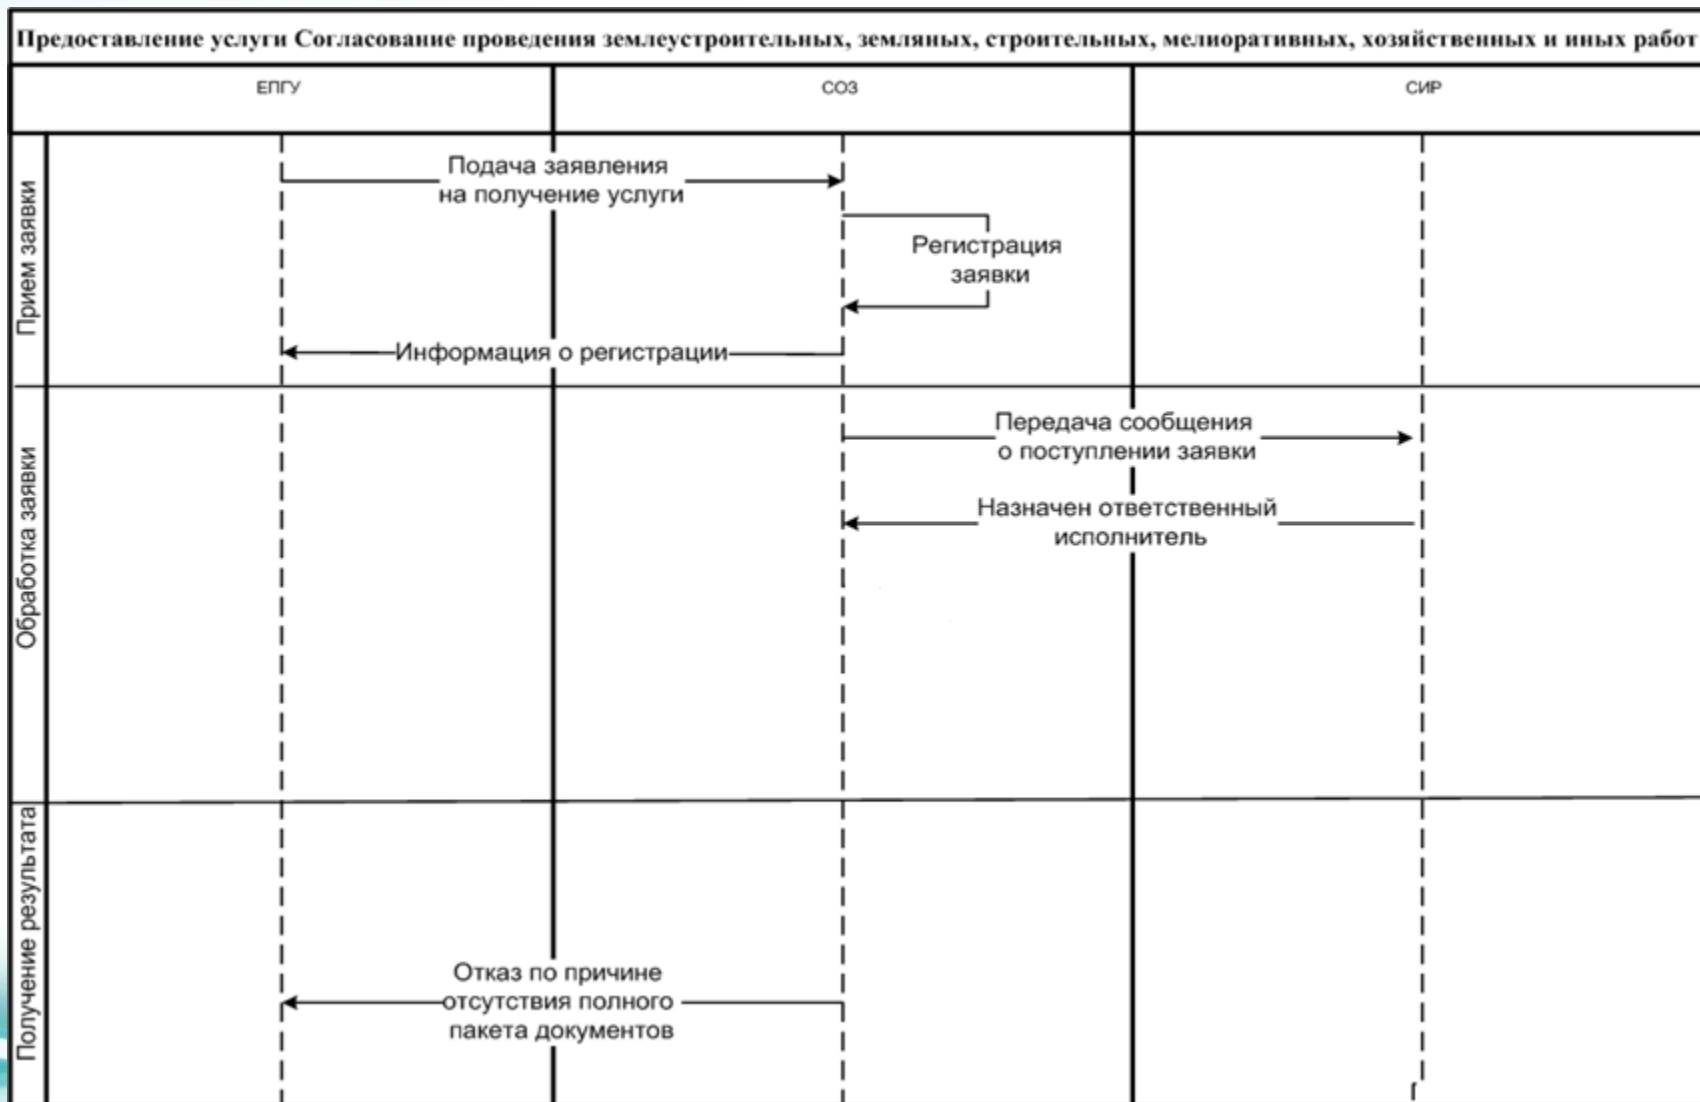 Предоставление услуги Согласование проведения землеустроительных, земляных, строительных, мелиоративных, хозяйственных и иных работ
ЕПГУ
СОЗ
СИР
Прием заявки
Подача заявления
на получение услуги
Регистрация
заявки
Информация о регистрации
Обработка заявки
Передача сообщения
о поступлении заявки
Назначен ответственный
исполнитель
Получение результата
Отказ по причине
отсутствия полного
пакета документов